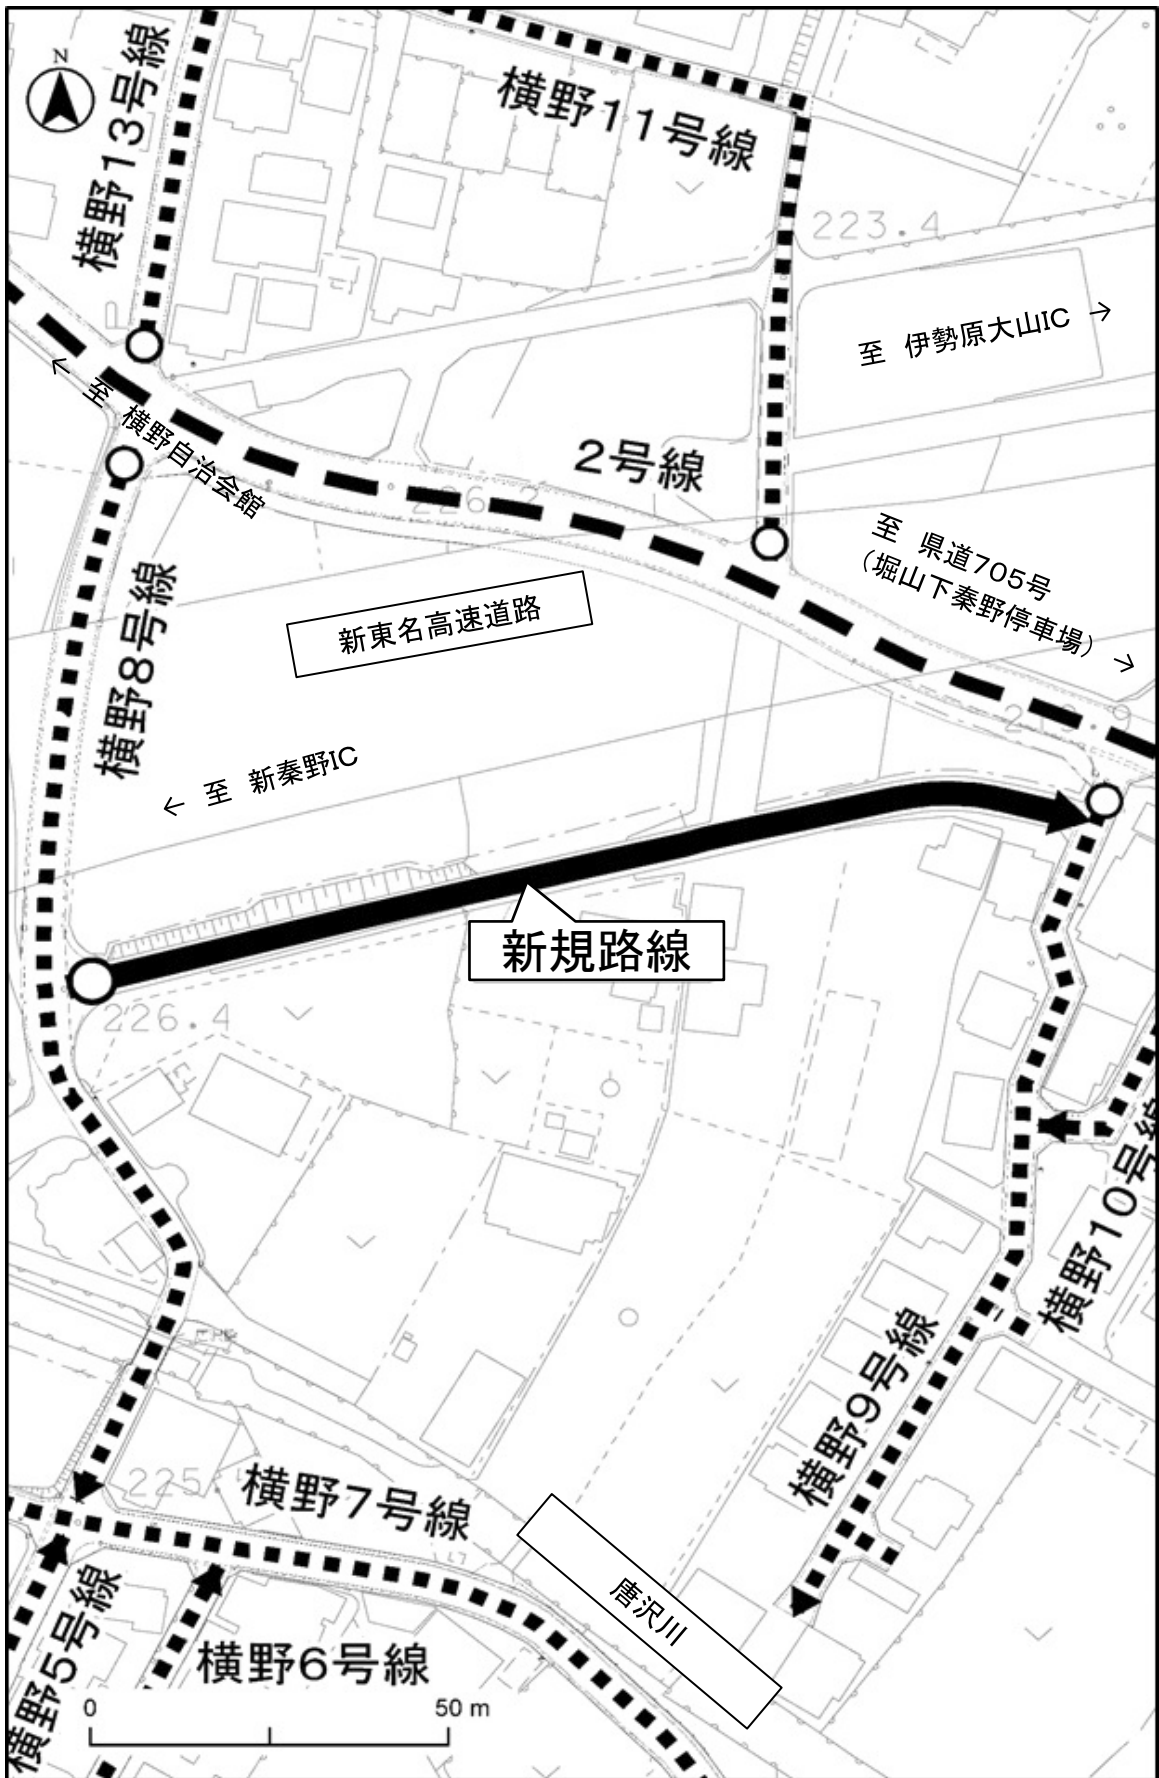 N
横野13号線
横野11号線
223.4
至 伊勢原大山IC →
← 至 横野自治会館
2号線
226.2
至 県道705号
（堀山下秦野停車場） →
横野8号線
新東名高速道路
← 至 新秦野IC
新規路線
226.4
横野10号線
横野9号線
225.
横野7号線
唐沢川
横野5号線
横野6号線
0
50 m